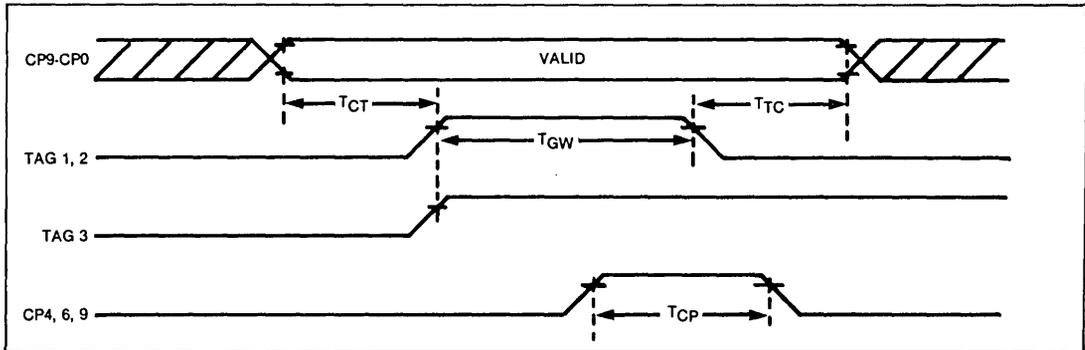 CP9-CP0
VALID
TCT
TTC
TAG 1, 2
TGW
TAG 3
CP4, 6, 9
TCP